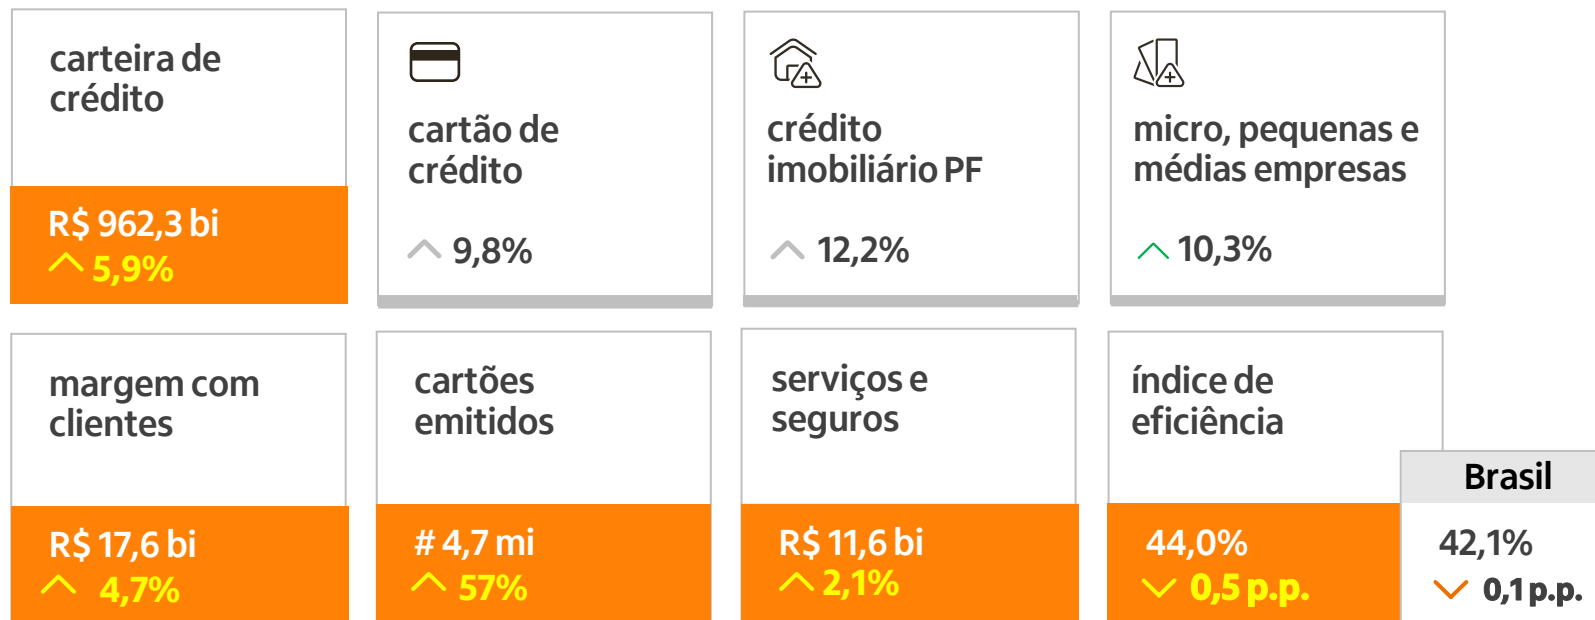 carteira de
crédito
R$ 962,3 bi
5,9%
cartão de
crédito
9,8%
crédito
imobiliário PF
12,2%
micro, pequenas e
médias empresas
10,3%
margem com
clientes
R$ 17,6 bi
4,7%
cartões
emitidos
# 4,7 mi
57%
serviços e
seguros
R$ 11,6 bi
2,1%
índice de
eficiência
44,0%
0,5 p.p.
Brasil
42,1%
0,1 p.p.